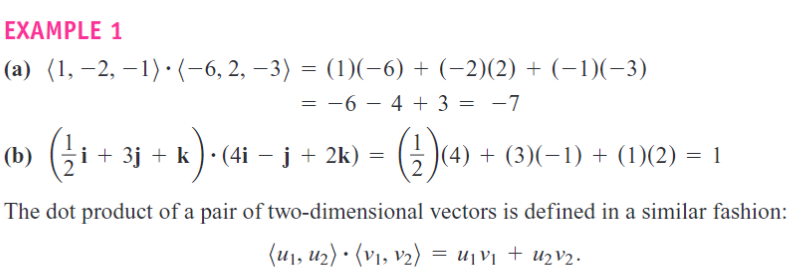 EXAMPLE 1
(a) ⟨1, −2, −1⟩ · ⟨−6, 2, −3⟩ = (1)(−6) + (−2)(2) + (−1)(−3)
= −6 − 4 + 3 = −7
(b) (1/2 i + 3j + k) · (4i − j + 2k) = (1/2)(4) + (3)(−1) + (1)(2) = 1
The dot product of a pair of two-dimensional vectors is defined in a similar fashion:
⟨u₁, u₂⟩ · ⟨v₁, v₂⟩ = u₁v₁ + u₂v₂.